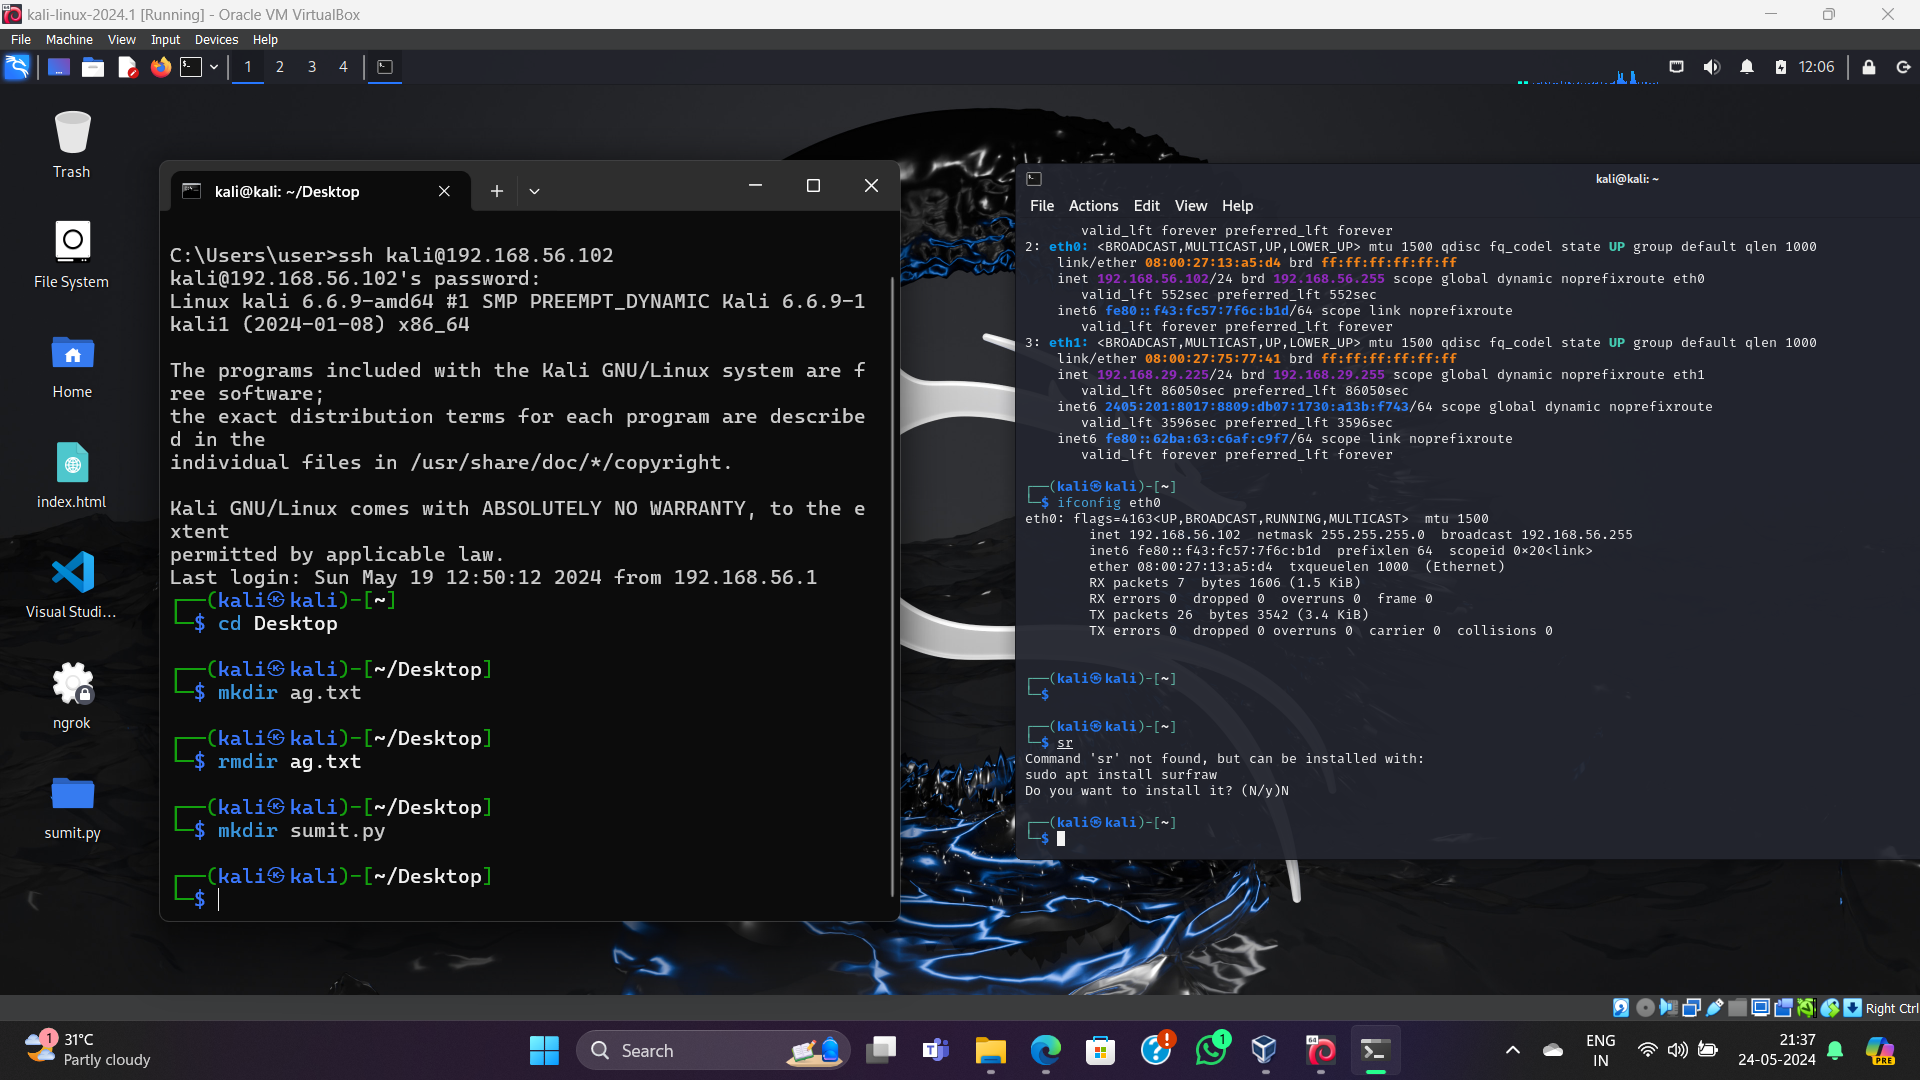 kali-linux-2024.1 [Running] - Oracle VM VirtualBox
File Machine View Input Devices Help
1 2 3 4
12:06
Trash
File System
Home
index.html
Visual Studi...
ngrok
sumit.py
kali@kali: ~/Desktop
C:\Users\user>ssh kali@192.168.56.102
kali@192.168.56.102's password:
Linux kali 6.6.9-amd64 #1 SMP PREEMPT_DYNAMIC Kali 6.6.9-1
kali1 (2024-01-08) x86_64
The programs included with the Kali GNU/Linux system are f
ree software;
the exact distribution terms for each program are describe
d in the
individual files in /usr/share/doc/*/copyright.
Kali GNU/Linux comes with ABSOLUTELY NO WARRANTY, to the e
xtent
permitted by applicable law.
Last login: Sun May 19 12:50:12 2024 from 192.168.56.1
┌──(kali㉿kali)-[~]
└─$ cd Desktop
┌──(kali㉿kali)-[~/Desktop]
└─$ mkdir ag.txt
┌──(kali㉿kali)-[~/Desktop]
└─$ rmdir ag.txt
┌──(kali㉿kali)-[~/Desktop]
└─$ mkdir sumit.py
┌──(kali㉿kali)-[~/Desktop]
└─$
kali@kali: ~
File Actions Edit View Help
valid_lft forever preferred_lft forever
2: eth0: <BROADCAST,MULTICAST,UP,LOWER_UP> mtu 1500 qdisc fq_codel state UP group default qlen 1000
link/ether 08:00:27:13:a5:d4 brd ff:ff:ff:ff:ff:ff
inet 192.168.56.102/24 brd 192.168.56.255 scope global dynamic noprefixroute eth0
valid_lft 552sec preferred_lft 552sec
inet6 fe80::f43:fc57:7f6c:b1d/64 scope link noprefixroute
valid_lft forever preferred_lft forever
3: eth1: <BROADCAST,MULTICAST,UP,LOWER_UP> mtu 1500 qdisc fq_codel state UP group default qlen 1000
link/ether 08:00:27:75:77:41 brd ff:ff:ff:ff:ff:ff
inet 192.168.29.225/24 brd 192.168.29.255 scope global dynamic noprefixroute eth1
valid_lft 86050sec preferred_lft 86050sec
inet6 2405:201:8017:8809:db07:1730:a13b:f743/64 scope global dynamic noprefixroute
valid_lft 3596sec preferred_lft 3596sec
inet6 fe80::62ba:63:c6af:c9f7/64 scope link noprefixroute
valid_lft forever preferred_lft forever
┌──(kali㉿kali)-[~]
└─$ ifconfig eth0
eth0: flags=4163<UP,BROADCAST,RUNNING,MULTICAST>  mtu 1500
inet 192.168.56.102  netmask 255.255.255.0  broadcast 192.168.56.255
inet6 fe80::f43:fc57:7f6c:b1d  prefixlen 64  scopeid 0×20<link>
ether 08:00:27:13:a5:d4  txqueuelen 1000  (Ethernet)
RX packets 7  bytes 1606 (1.5 KiB)
RX errors 0  dropped 0  overruns 0  frame 0
TX packets 26  bytes 3542 (3.4 KiB)
TX errors 0  dropped 0 overruns 0  carrier 0  collisions 0
┌──(kali㉿kali)-[~]
└─$
┌──(kali㉿kali)-[~]
└─$ sr
Command 'sr' not found, but can be installed with:
sudo apt install surfraw
Do you want to install it? (N/y)N
┌──(kali㉿kali)-[~]
└─$
Right Ctrl
1
31°C
Partly cloudy
Search
1
64
ENG
IN
21:37
24-05-2024
PRE